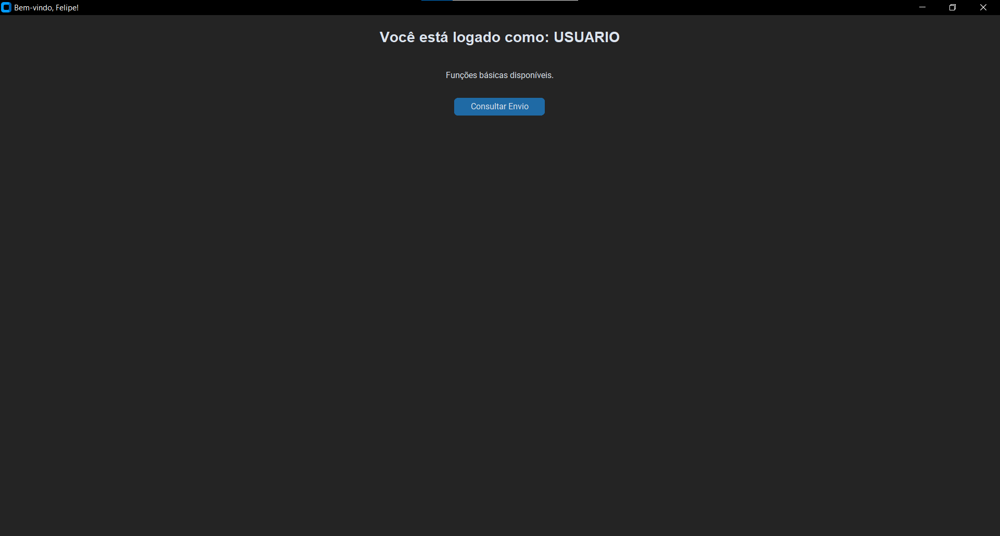 Bem-vindo, Felipe!
Você está logado como: USUARIO
Funções básicas disponíveis.
Consultar Envio